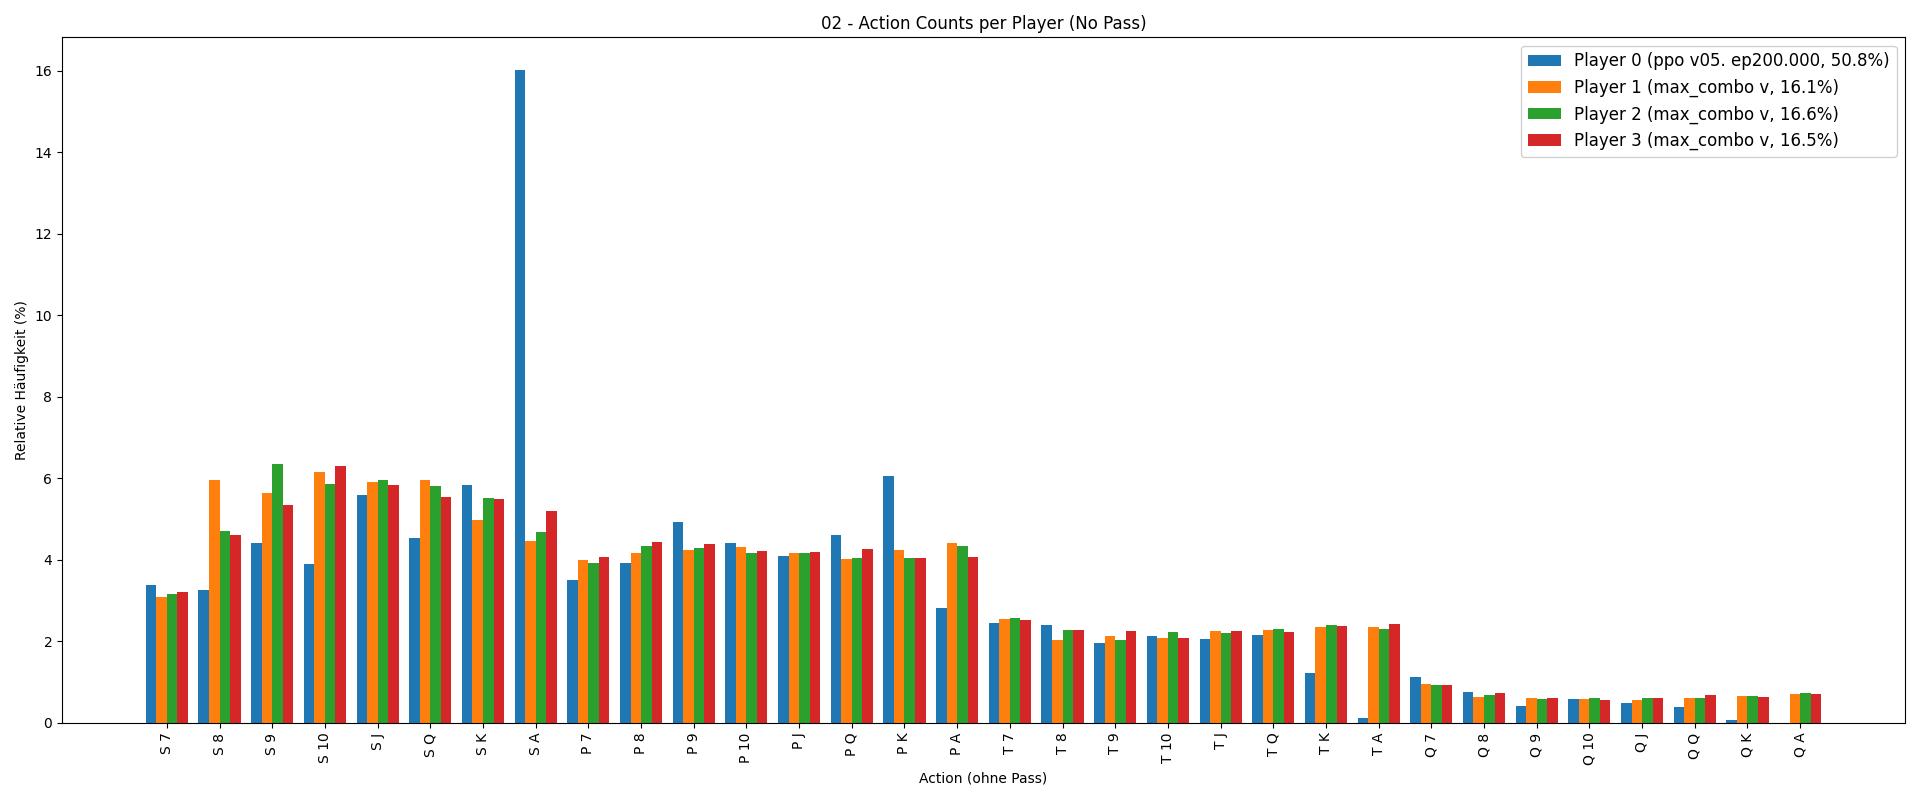 02 - Action Counts per Player (No Pass)
Player 0 (ppo v05. ep200.000, 50.8%)
Player 1 (max_combo v, 16.1%)
Player 2 (max_combo v, 16.6%)
Player 3 (max_combo v, 16.5%)
Relative Häufigkeit (%)
16
14
12
10
8
6
4
2
0
S 7
S 8
S 9
S 10
S J
S Q
S K
S A
P 7
P 8
P 9
P 10
P J
P Q
P K
P A
T 7
T 8
T 9
T 10
T J
T Q
T K
T A
Q 7
Q 8
Q 9
Q 10
Q J
Q Q
Q K
Q A
Action (ohne Pass)